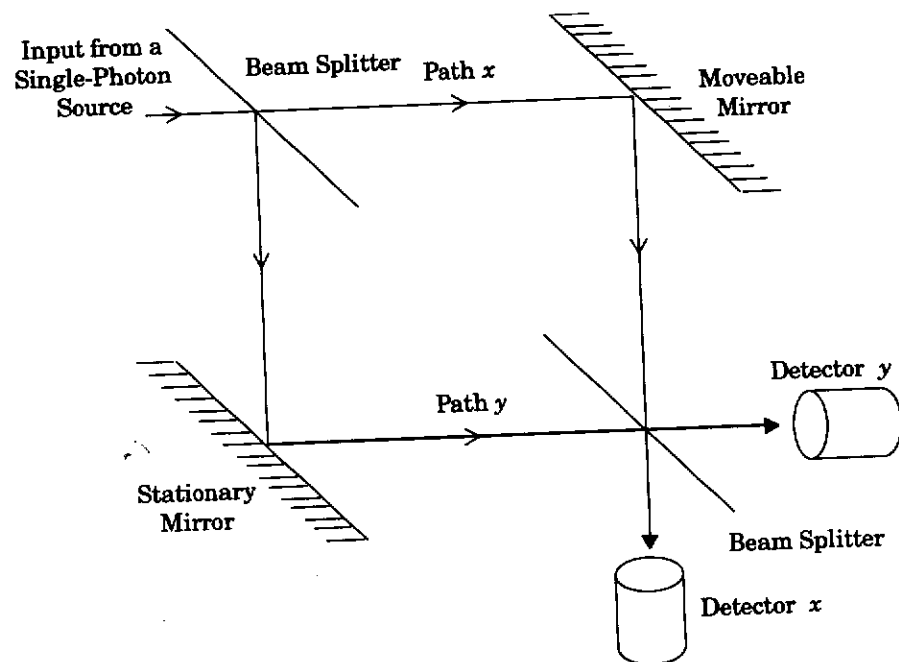 Input from a
Single-Photon
Source
Beam Splitter
Path x
Moveable
Mirror
Detector y
Path y
Stationary
Mirror
Beam Splitter
Detector x